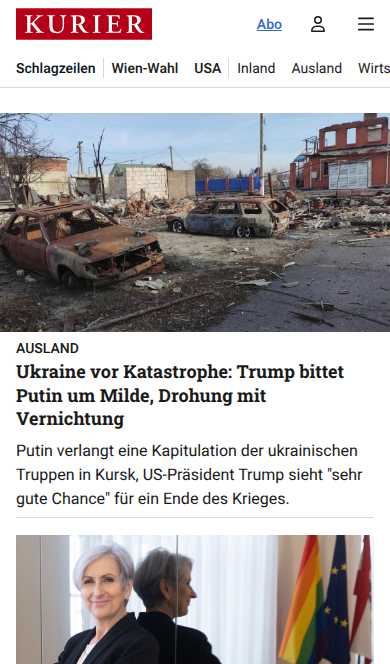 KURIER
Abo
Schlagzeilen Wien-Wahl USA Inland Ausland Wirts
AUSLAND
Ukraine vor Katastrophe: Trump bittet
Putin um Milde, Drohung mit
Vernichtung
Putin verlangt eine Kapitulation der ukrainischen
Truppen in Kursk, US-Präsident Trump sieht "sehr
gute Chance" für ein Ende des Krieges.